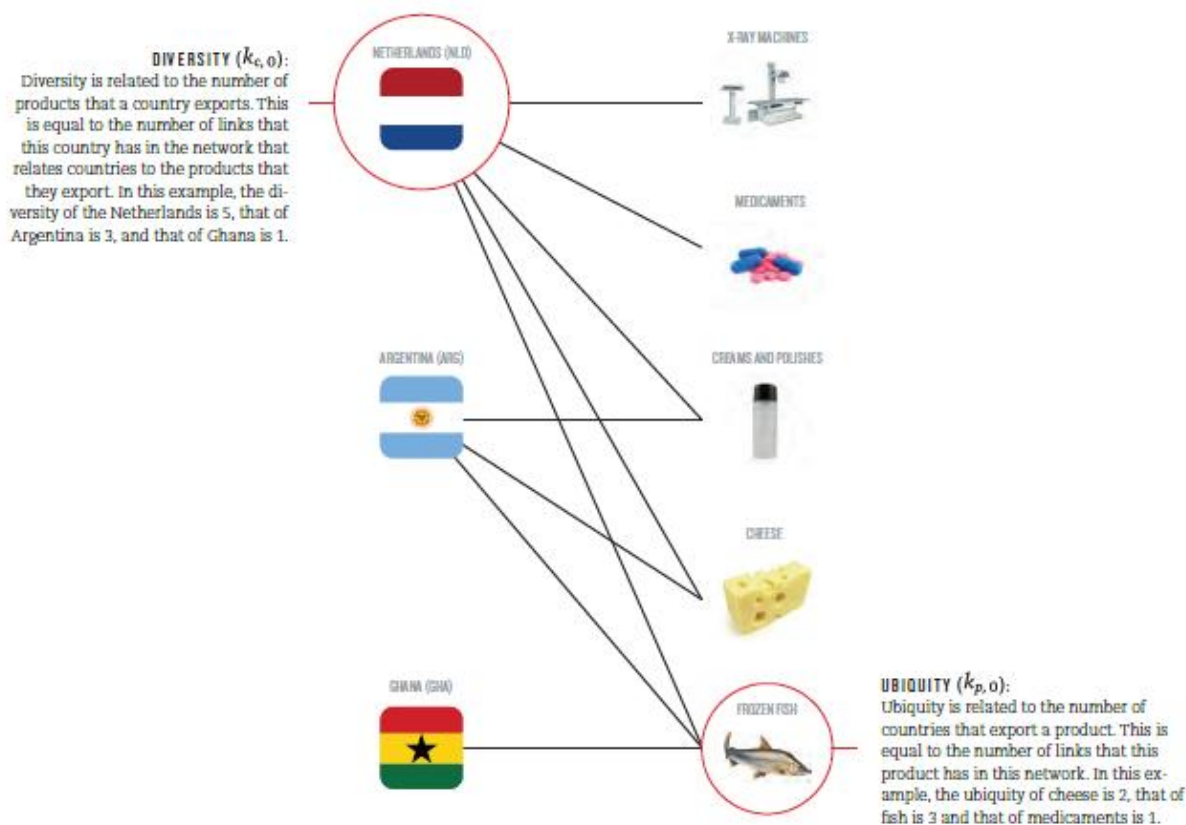 DIVERSITY (kc,0):
Diversity is related to the number of
products that a country exports. This
is equal to the number of links that
this country has in the network that
relates countries to the products that
they export. In this example, the di-
versity of the Netherlands is 5, that of
Argentina is 3, and that of Ghana is 1.
NETHERLANDS (NLD)
X-RAY MACHINES
MEDICAMENTS
ARGENTINA (ARG)
CREAMS AND POLISHES
CHEESE
GHANA (GHA)
FROZEN FISH
UBIQUITY (kp,0):
Ubiquity is related to the number of
countries that export a product. This is
equal to the number of links that this
product has in this network. In this ex-
ample, the ubiquity of cheese is 2, that of
fish is 3 and that of medicaments is 1.